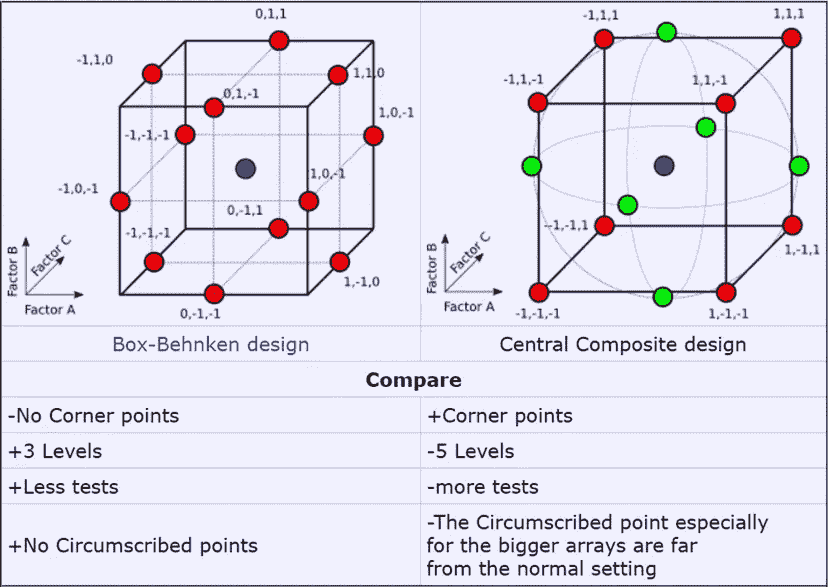 0,1,1
-1,1,0
1,1,0
0,1,-1
1,0,-1
-1,-1,-1
1,0,-1
-1,0,-1
0,-1,1
-1,-1,-1
1,-1,0
0,-1,-1
Factor B
Factor C
Factor A
-1,1,1
1,1,1
-1,1,-1
1,1,-1
-1,-1,1
1,-1,1
-1,-1,-1
1,-1,-1
Factor B
Factor C
Factor A
Box-Behnken design
Central Composite design
Compare
-No Corner points
+Corner points
+3 Levels
-5 Levels
+Less tests
-more tests
+No Circumscribed points
-The Circumscribed point especially
for the bigger arrays are far
from the normal setting